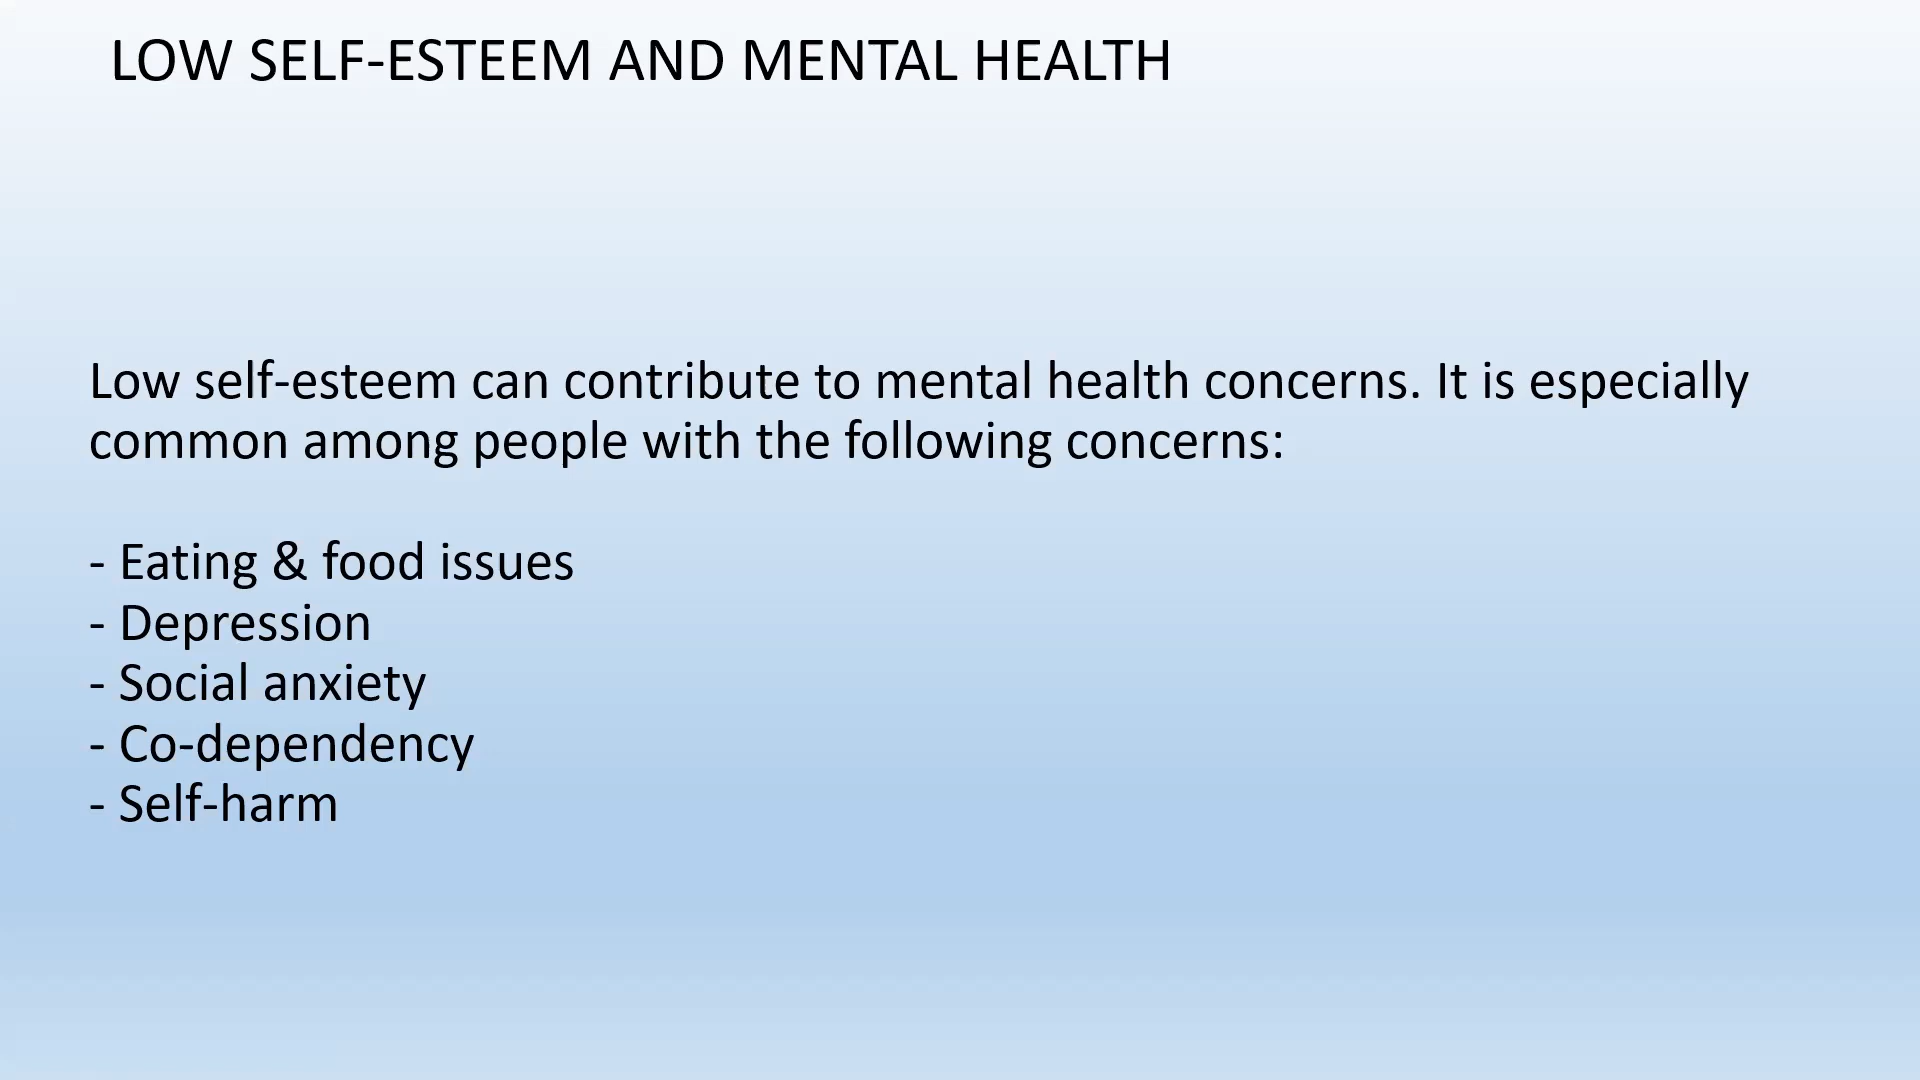 LOW SELF-ESTEEM AND MENTAL HEALTH
Low self-esteem can contribute to mental health concerns. It is especially
common among people with the following concerns:
- Eating & food issues
- Depression
- Social anxiety
- Co-dependency
- Self-harm